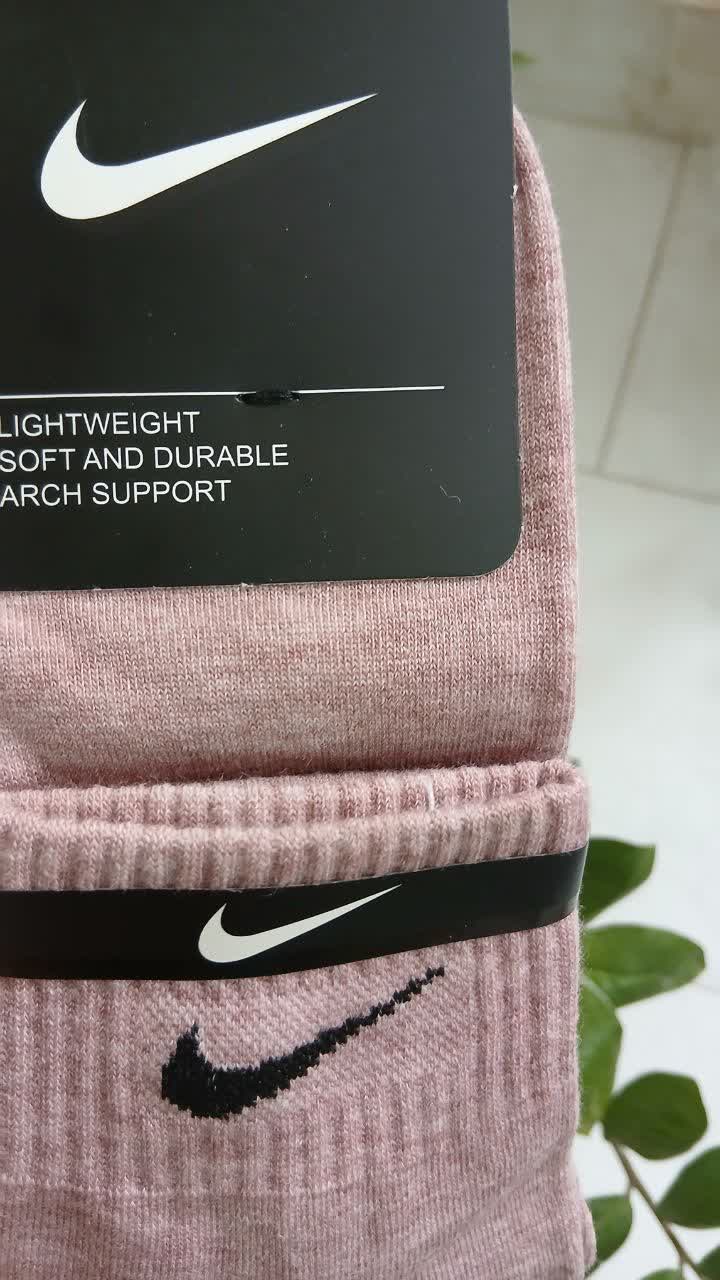 LIGHTWEIGHT
SOFT AND DURABLE
ARCH SUPPORT